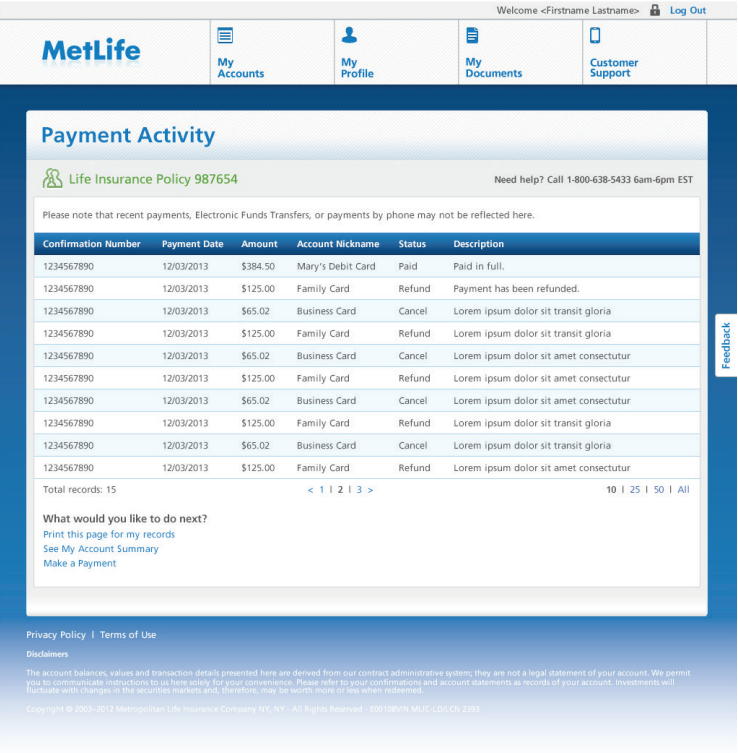 Welcome <Firstname Lastname> Log Out
MetLife
My Accounts
My Profile
My Documents
Customer Support
Payment Activity
Life Insurance Policy 987654
Need help? Call 1-800-638-5433 6am-6pm EST
Please note that recent payments, Electronic Funds Transfers, or payments by phone may not be reflected here.
Confirmation Number Payment Date Amount Account Nickname Status Description
1234567890 12/03/2013 $384.50 Mary's Debit Card Paid Paid in full.
1234567890 12/03/2013 $125.00 Family Card Refund Payment has been refunded.
1234567890 12/03/2013 $65.02 Business Card Cancel Lorem ipsum dolor sit transit gloria
1234567890 12/03/2013 $125.00 Family Card Refund Lorem ipsum dolor sit transit gloria
1234567890 12/03/2013 $65.02 Business Card Cancel Lorem ipsum dolor sit amet consectutur
1234567890 12/03/2013 $125.00 Family Card Refund Lorem ipsum dolor sit amet consectutur
1234567890 12/03/2013 $65.02 Business Card Cancel Lorem ipsum dolor sit amet consectutur
1234567890 12/03/2013 $125.00 Family Card Refund Lorem ipsum dolor sit transit gloria
1234567890 12/03/2013 $65.02 Business Card Cancel Lorem ipsum dolor sit transit gloria
1234567890 12/03/2013 $125.00 Family Card Refund Lorem ipsum dolor sit amet consectutur
Total records: 15 < 1 | 2 | 3 > 10 | 25 | 50 | All
What would you like to do next?
Print this page for my records
See My Account Summary
Make a Payment
Feedback
Privacy Policy | Terms of Use
Disclaimers
The account balances, values and transaction details presented here are derived from our contract administrative system; they are not a legal statement of your account. We permit
you to communicate instructions to us here solely for your convenience. Please refer to your confirmations and account statements as records of your account. Investments will
fluctuate with changes in the securities markets and, therefore, may be worth more or less when redeemed.
Copyright © 2003-2012 Metropolitan Life Insurance Company NY, NY - All Rights Reserved -